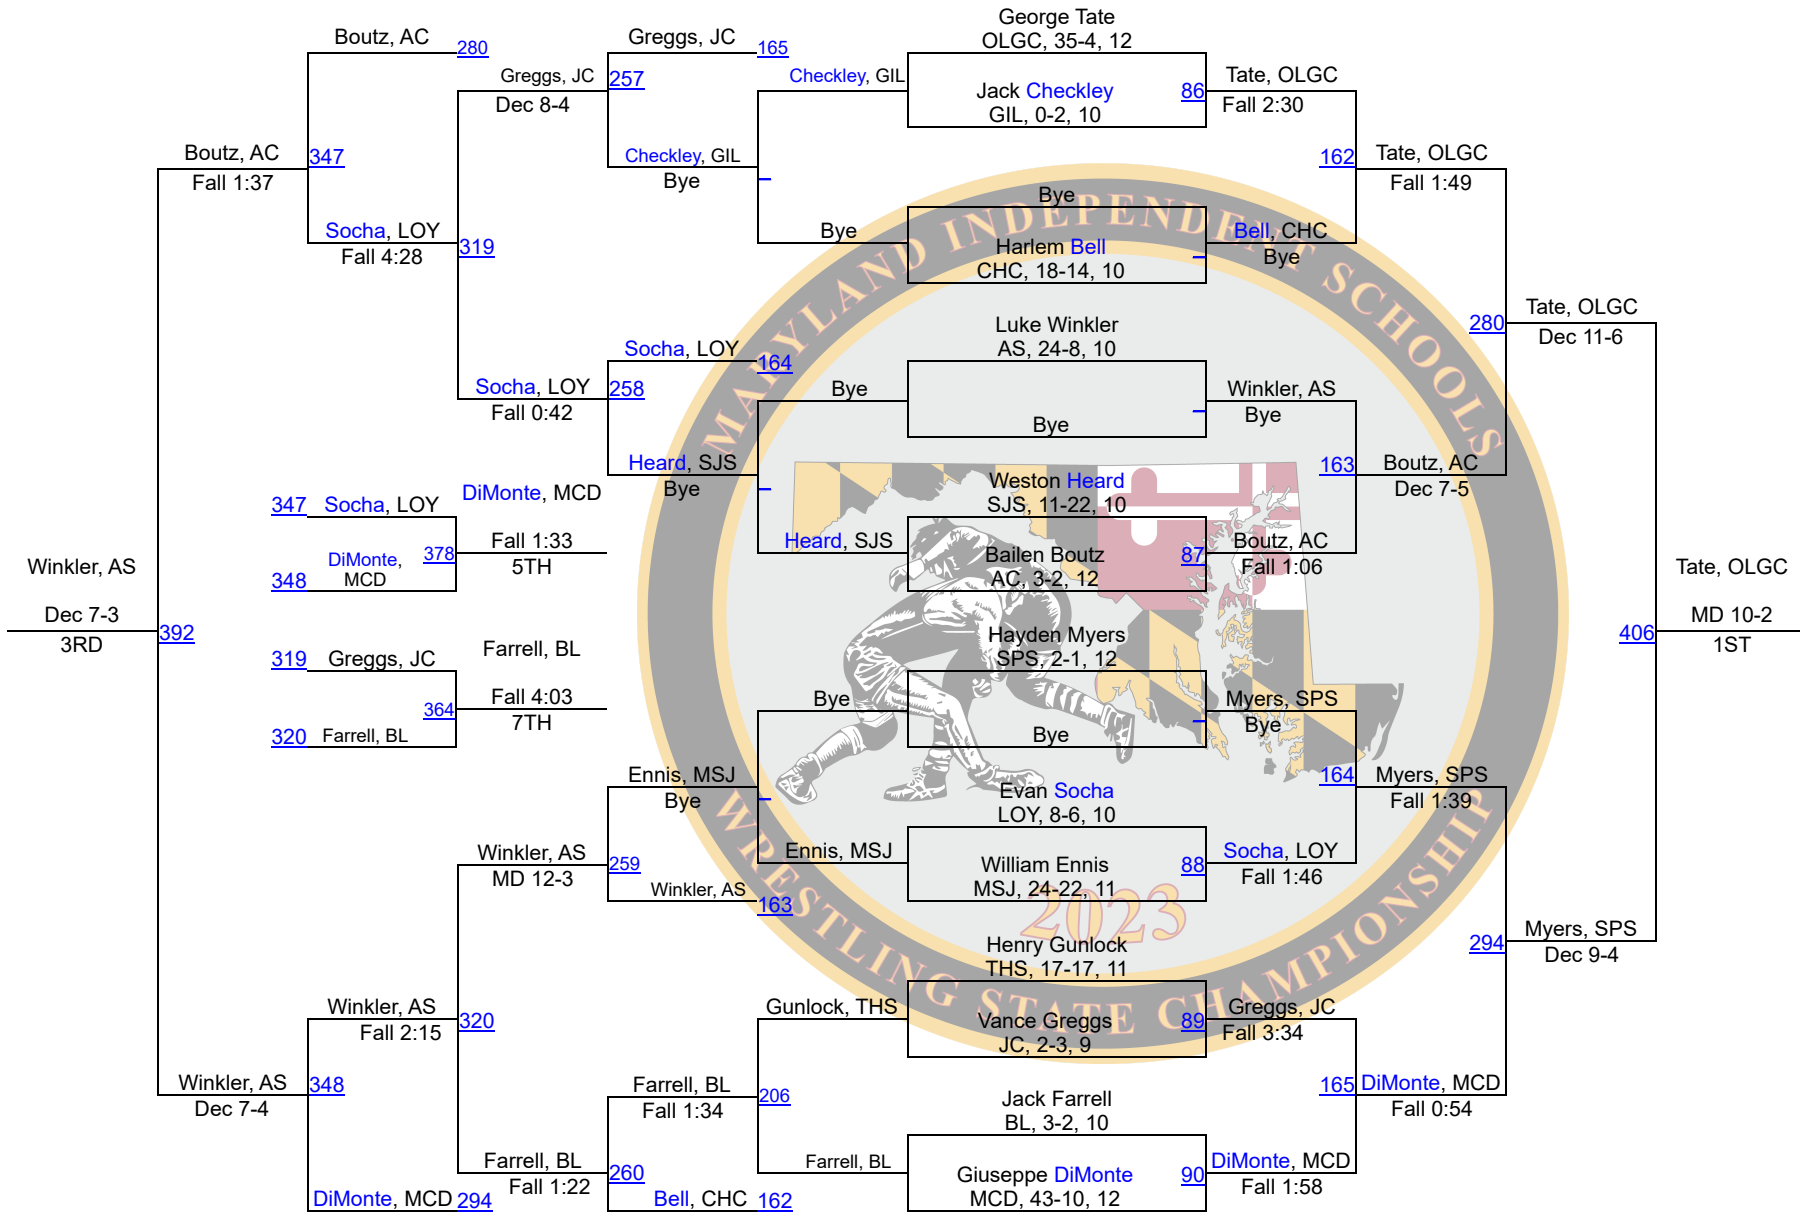 George Tate
OLGC, 35-4, 12
Boutz, AC
280
Greggs, JC
165
Greggs, JC
257
Dec 8-4
Checkley, GIL
Jack Checkley
GIL, 0-2, 10
86
Tate, OLGC
Fall 2:30
Boutz, AC
347
Fall 1:37
Checkley, GIL
Bye
162
Tate, OLGC
Fall 1:49
MARYLAND INDEPENDENT SCHOOLS
Bye
Socha, LOY
319
Fall 4:28
Bye
Harlem Bell
CHC, 18-14, 10
Bell, CHC
Bye
Luke Winkler
AS, 24-8, 10
280
Tate, OLGC
Dec 11-6
Socha, LOY
164
Socha, LOY
258
Fall 0:42
Bye
Bye
Winkler, AS
Bye
Heard, SJS
Bye
163
Boutz, AC
Dec 7-5
Weston Heard
SJS, 11-22, 10
347
Socha, LOY
DiMonte, MCD
Fall 1:33
5TH
378
348
DiMonte,
MCD
Heard, SJS
Bailen Boutz
AC, 3-2, 12
87
Boutz, AC
Fall 1:06
Winkler, AS
Dec 7-3
3RD
392
Tate, OLGC
406
MD 10-2
1ST
Hayden Myers
SPS, 2-1, 12
319
Greggs, JC
Farrell, BL
Fall 4:03
7TH
364
320
Farrell, BL
Bye
Bye
Myers, SPS
Bye
Ennis, MSJ
Bye
164
Myers, SPS
Fall 1:39
Evan Socha
LOY, 8-6, 10
Winkler, AS
259
MD 12-3
Winkler, AS
163
Ennis, MSJ
William Ennis
MSJ, 24-22, 11
88
Socha, LOY
Fall 1:46
2023
WRESTLING STATE CHAMPIONSHIP
294
Myers, SPS
Dec 9-4
Henry Gunlock
THS, 17-17, 11
Winkler, AS
320
Fall 2:15
Gunlock, THS
Vance Greggs
JC, 2-3, 9
89
Greggs, JC
Fall 3:34
Winkler, AS
348
Dec 7-4
Farrell, BL
206
Fall 1:34
Jack Farrell
BL, 3-2, 10
165
DiMonte, MCD
Fall 0:54
Farrell, BL
260
Fall 1:22
Farrell, BL
Giuseppe DiMonte
MCD, 43-10, 12
90
DiMonte, MCD
Fall 1:58
DiMonte, MCD
294
Bell, CHC
162